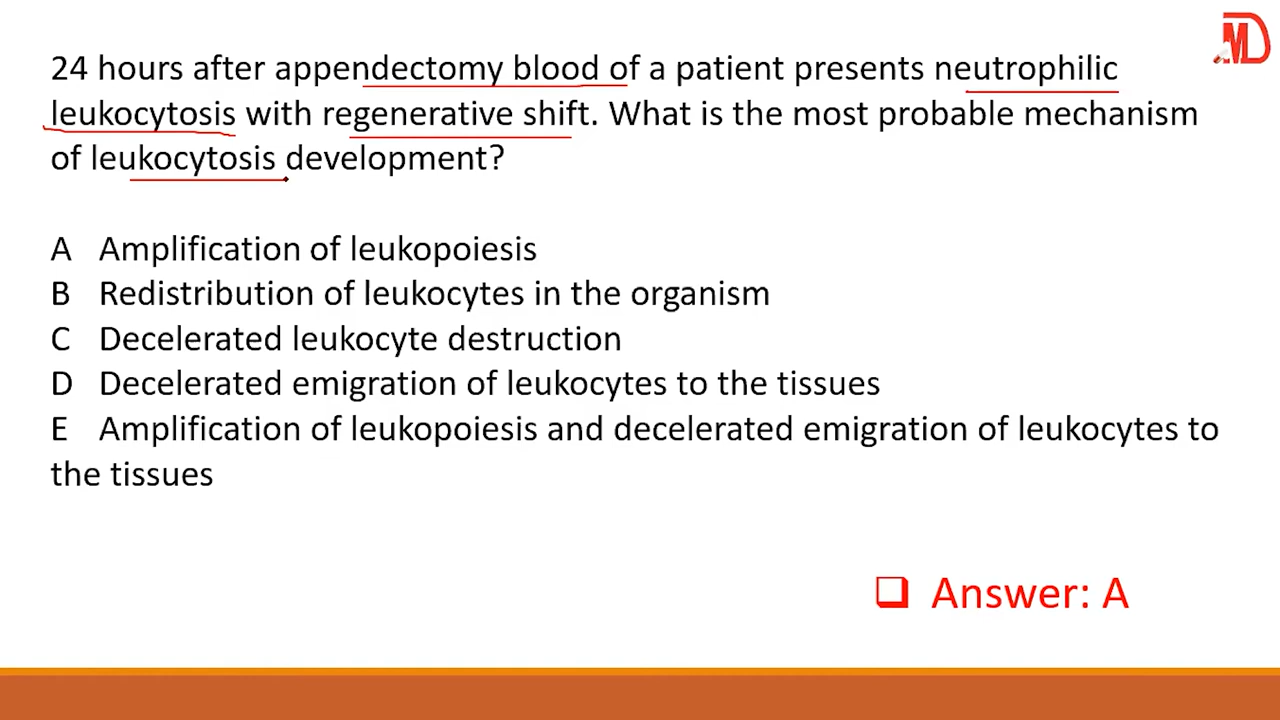 MD
24 hours after appendectomy blood of a patient presents neutrophilic
leukocytosis with regenerative shift. What is the most probable mechanism
of leukocytosis development?
A Amplification of leukopoiesis
B Redistribution of leukocytes in the organism
C Decelerated leukocyte destruction
D Decelerated emigration of leukocytes to the tissues
E Amplification of leukopoiesis and decelerated emigration of leukocytes to
the tissues
❑ Answer: A